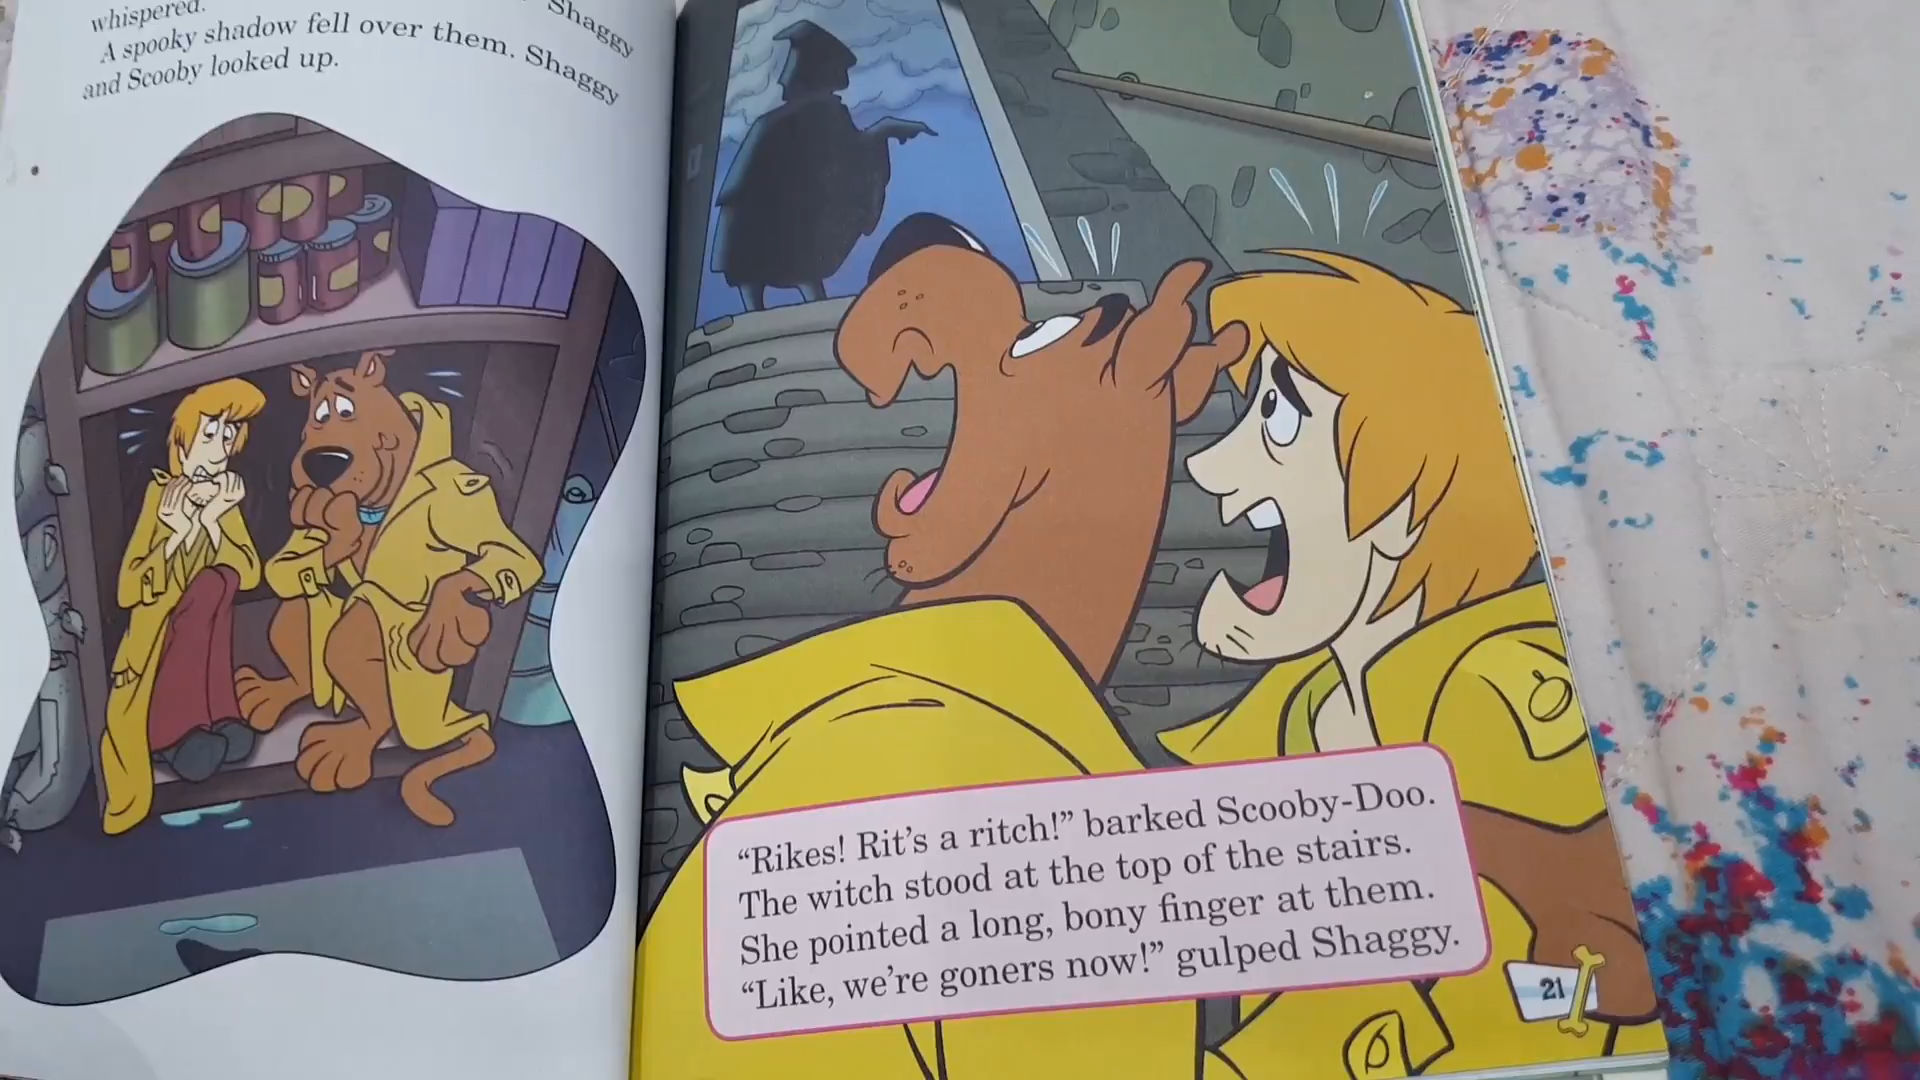 whispered.
Shaggy
A spooky shadow fell over them. Shaggy
and Scooby looked up.
“Rikes! Rit’s a ritch!” barked Scooby-Doo.
The witch stood at the top of the stairs.
She pointed a long, bony finger at them.
“Like, we’re goners now!” gulped Shaggy.
21